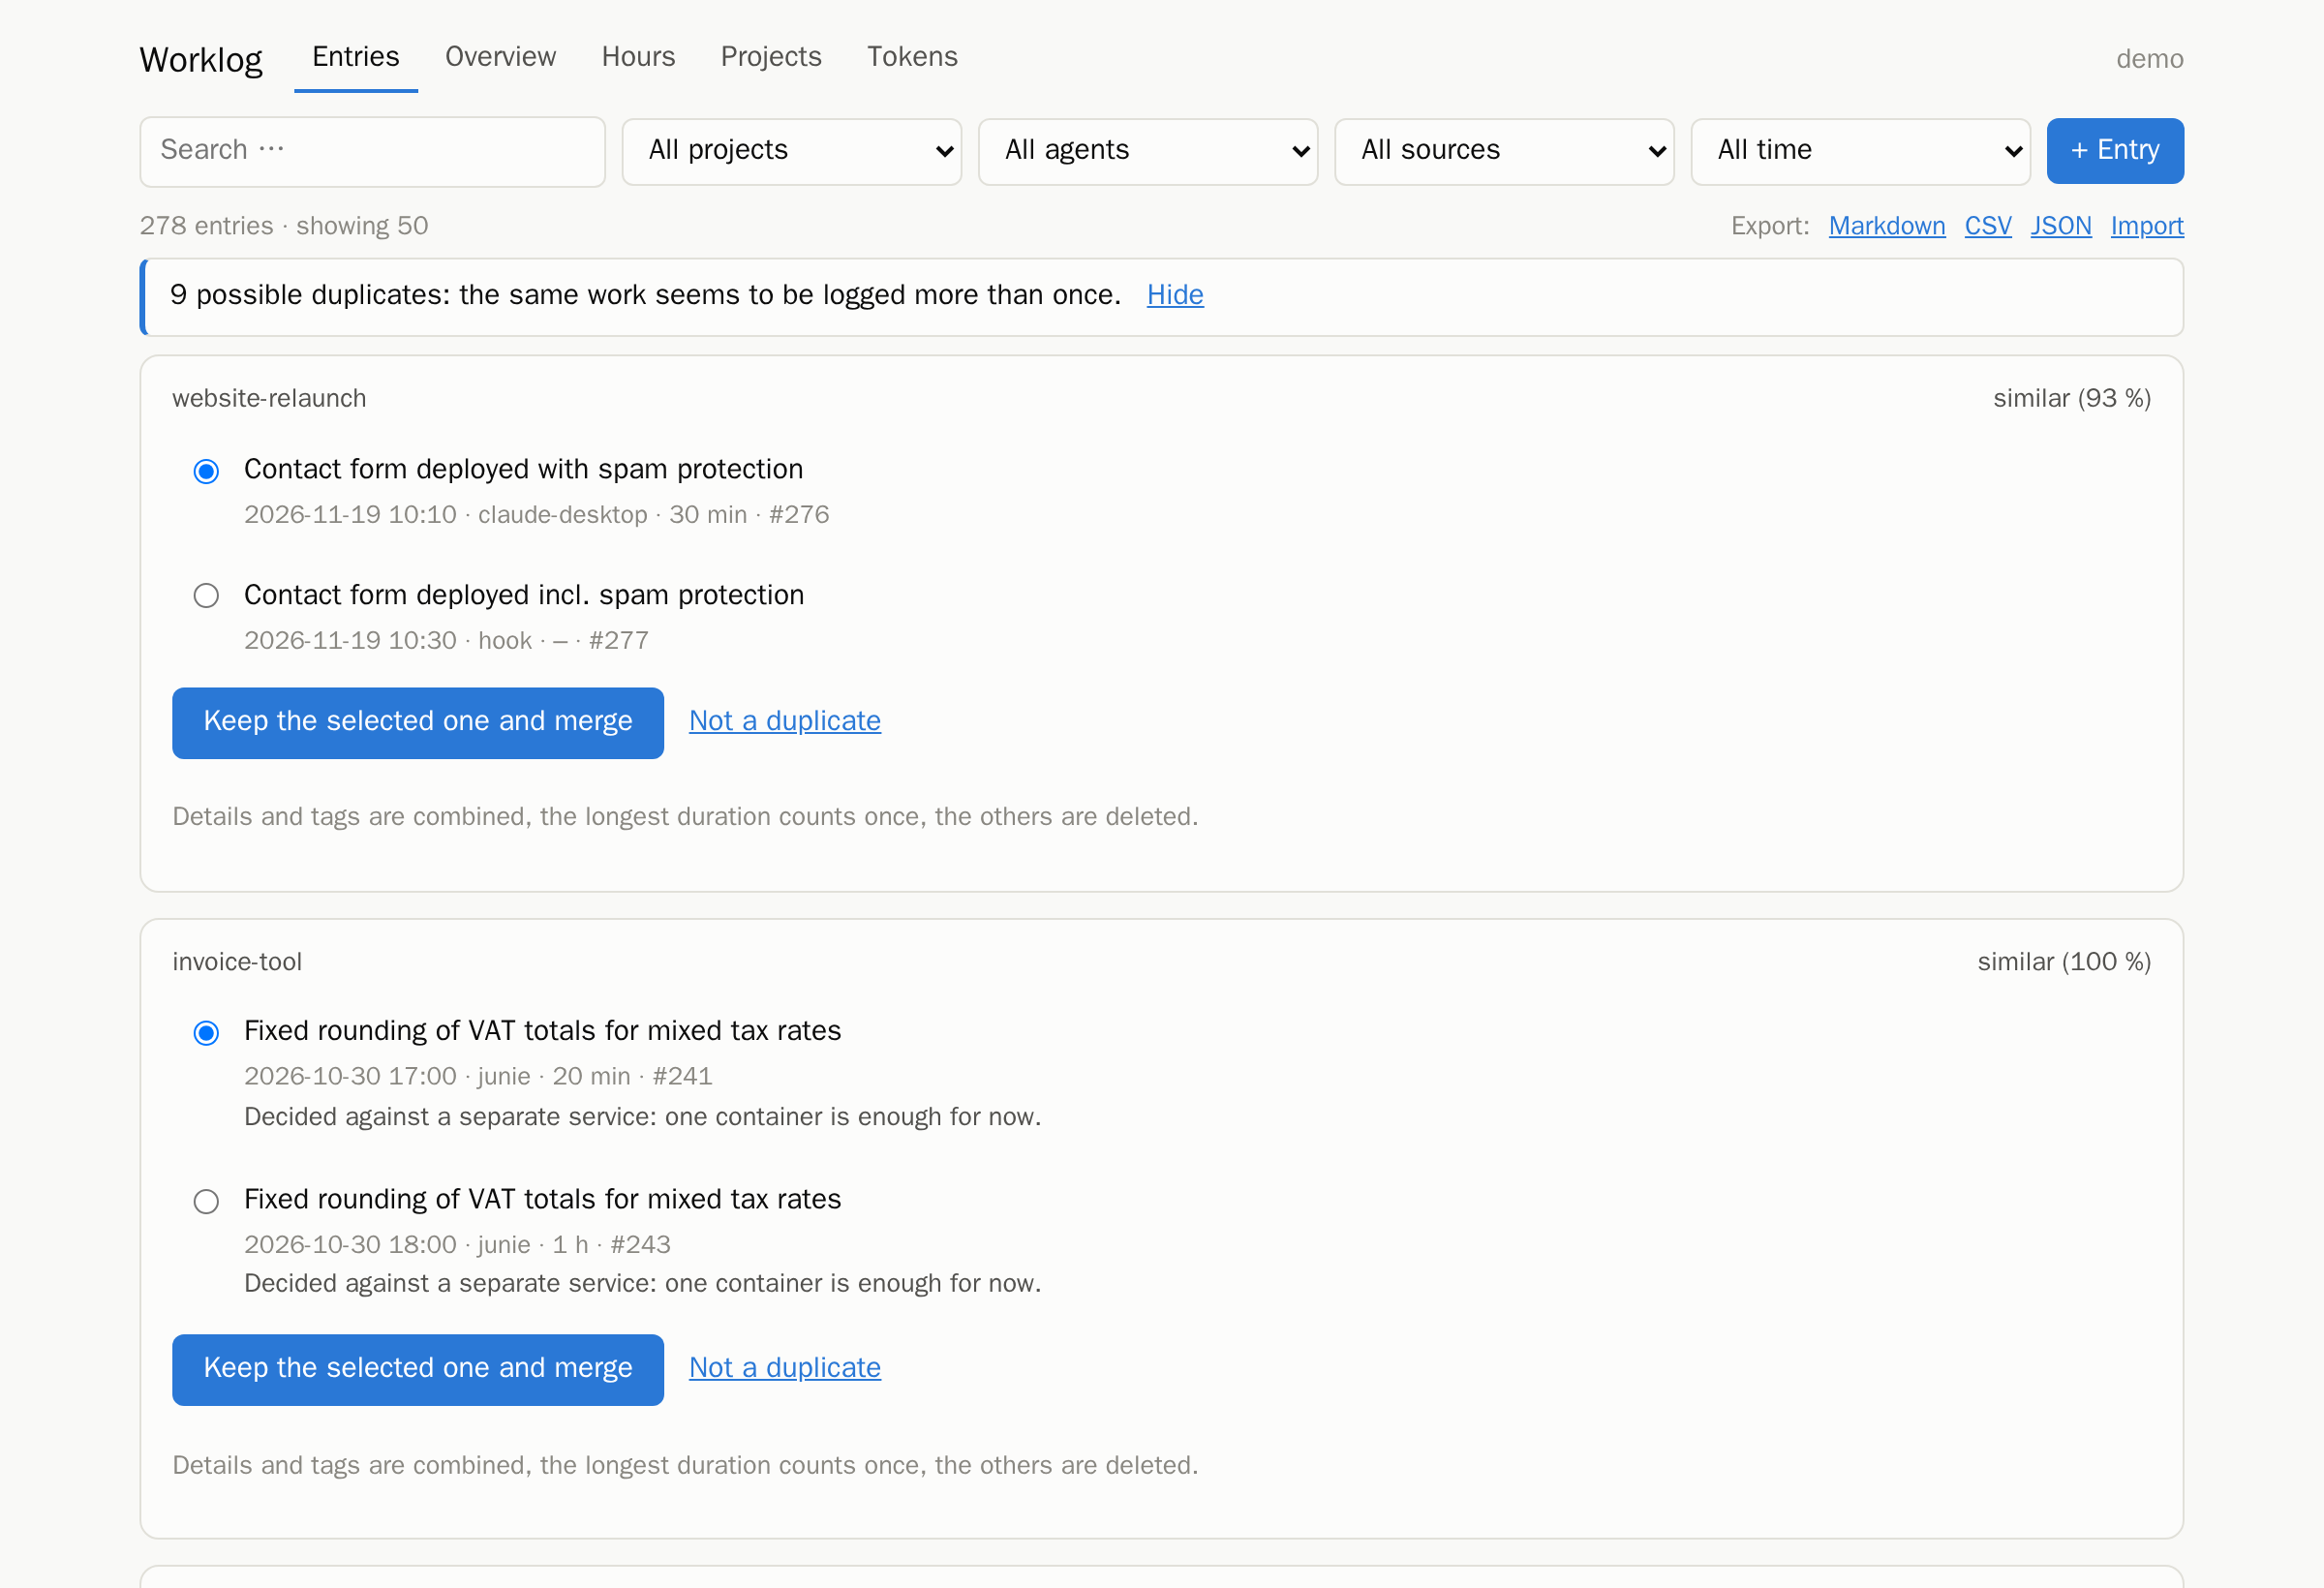 Worklog Entries Overview Hours Projects Tokens demo
Search ··· All projects All agents All sources All time + Entry
278 entries · showing 50 Export: Markdown CSV JSON Import
9 possible duplicates: the same work seems to be logged more than once. Hide
website-relaunch similar (93 %)
Contact form deployed with spam protection
2026-11-19 10:10 · claude-desktop · 30 min · #276
Contact form deployed incl. spam protection
2026-11-19 10:30 · hook · – · #277
Keep the selected one and merge Not a duplicate
Details and tags are combined, the longest duration counts once, the others are deleted.
invoice-tool similar (100 %)
Fixed rounding of VAT totals for mixed tax rates
2026-10-30 17:00 · junie · 20 min · #241
Decided against a separate service: one container is enough for now.
Fixed rounding of VAT totals for mixed tax rates
2026-10-30 18:00 · junie · 1 h · #243
Decided against a separate service: one container is enough for now.
Keep the selected one and merge Not a duplicate
Details and tags are combined, the longest duration counts once, the others are deleted.